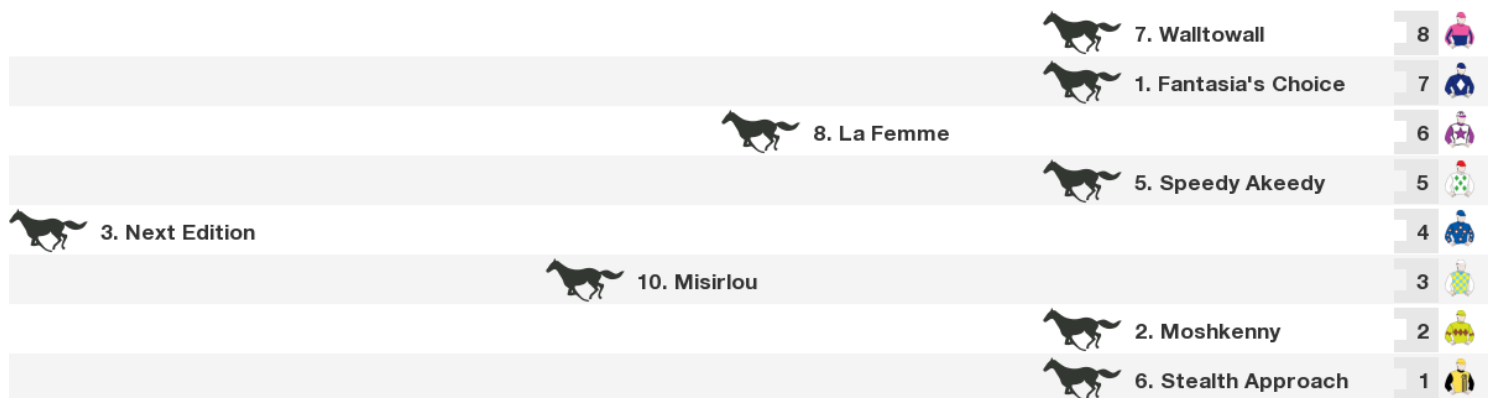 7. Walltowall 8
1. Fantasia's Choice 7
8. La Femme 6
5. Speedy Akeedy 5
3. Next Edition 4
10. Misirlou 3
2. Moshkenny 2
6. Stealth Approach 1